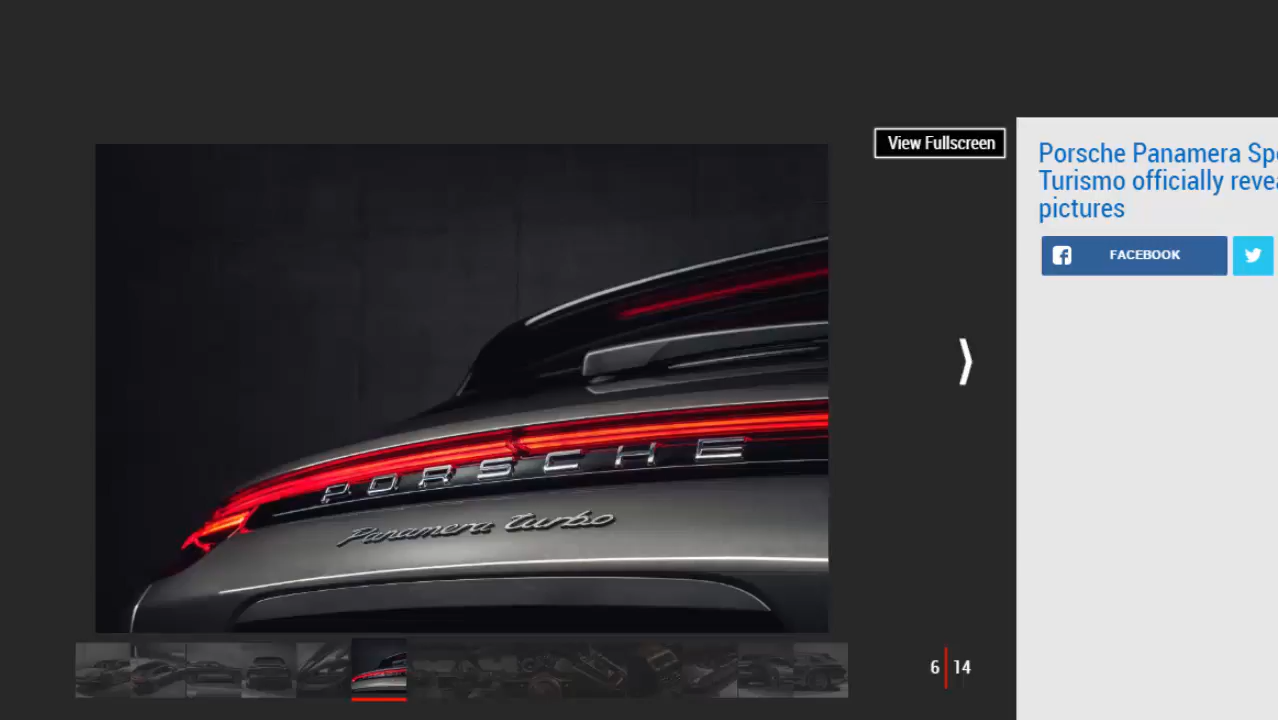 View Fullscreen
Porsche Panamera Spo
Turismo officially revea
pictures
FACEBOOK
PORSCHE
Panamera turbo
6 14